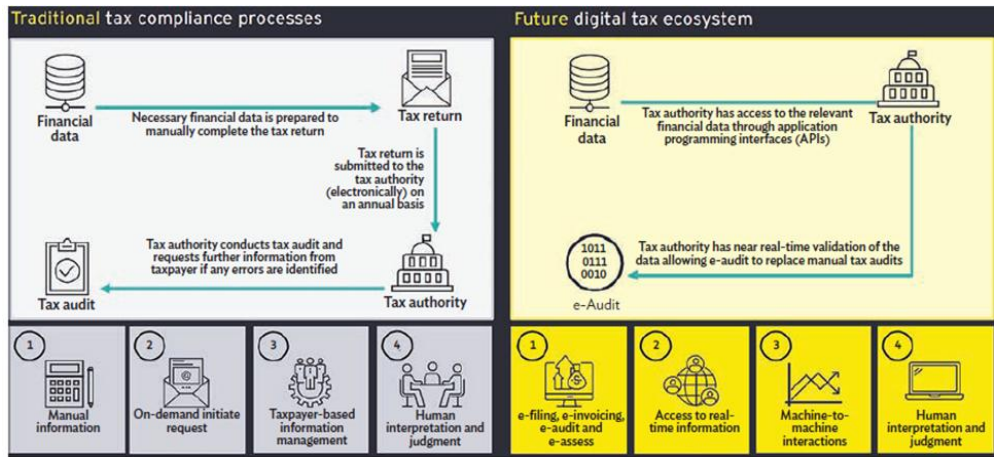 Traditional tax compliance processes
Financial
data
Necessary financial data is prepared to
manually complete the tax return
Tax return
Tax return is
submitted to the
tax authority
(electronically) on
an annual basis
Tax authority conducts tax audit and
requests further information from
taxpayer if any errors are identified
Tax audit
Tax authority
1
Manual
information
2
On-demand initiate
request
3
Taxpayer-based
information
management
4
Human
interpretation and
judgment
Future digital tax ecosystem
Financial
data
Tax authority has access to the relevant
financial data through application
programming interfaces (APIs)
Tax authority
1011
0111
0010
e-Audit
Tax authority has near real-time validation of the
data allowing e-audit to replace manual tax audits
1
e-filing, e-invoicing,
e-audit and
e-assess
2
Access to real-
time information
3
Machine-to-
machine
interactions
4
Human
interpretation and
judgment